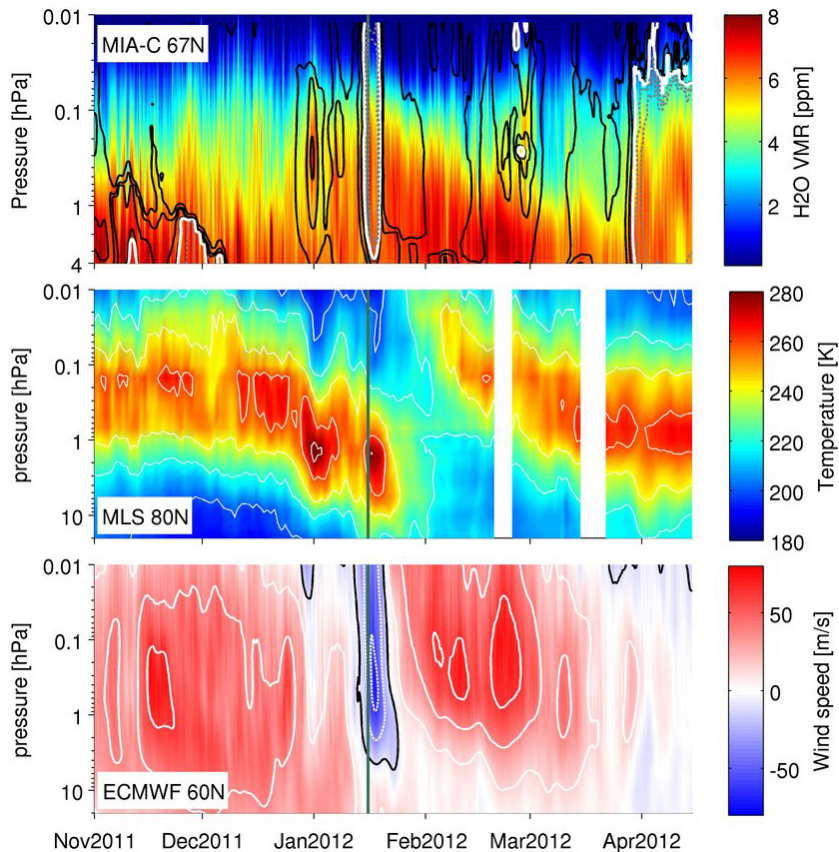 0.01
MIA-C 67N
0.1
1
4
Pressure [hPa]
8
6
4
2
H2O VMR [ppm]
0.01
0.1
1
10
pressure [hPa]
MLS 80N
280
260
240
220
200
180
Temperature [K]
0.01
0.1
1
10
pressure [hPa]
ECMWF 60N
50
0
-50
Wind speed [m/s]
Nov2011 Dec2011 Jan2012 Feb2012 Mar2012 Apr2012